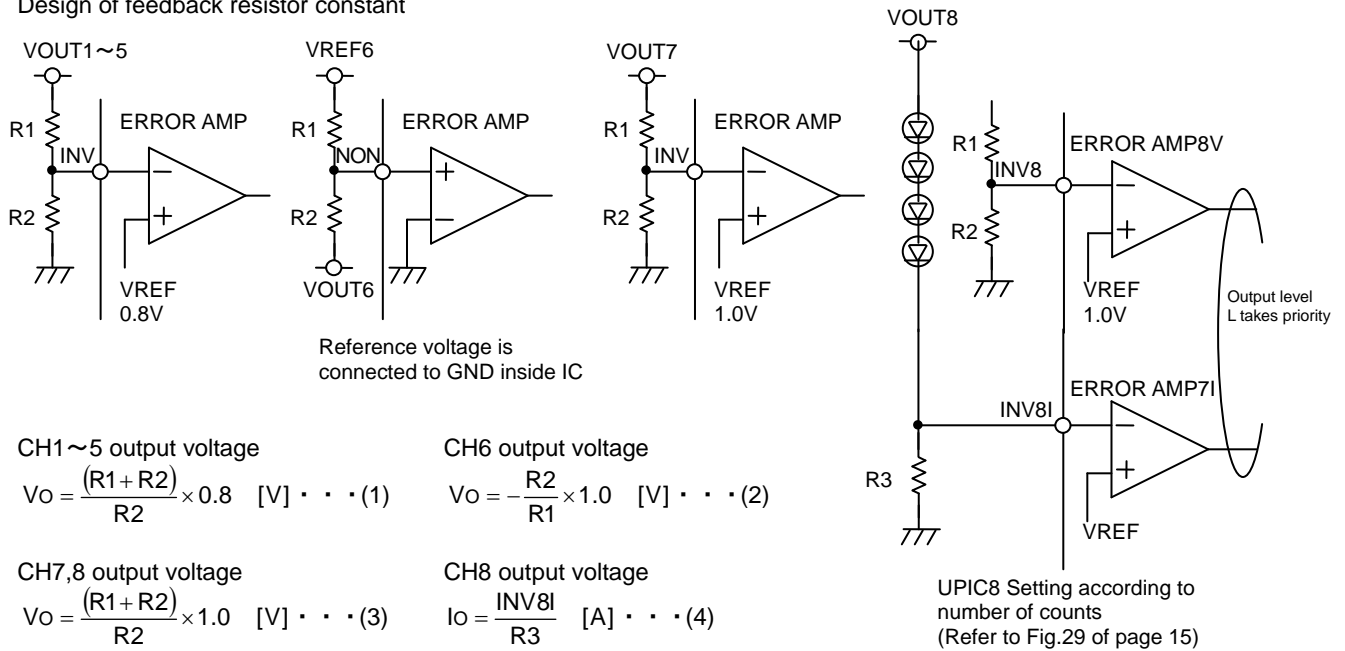 Design of feedback resistor constant
VOUT1～5
R1
INV
R2
ERROR AMP
VREF
0.8V
VREF6
R1
NON
R2
VOUT6
ERROR AMP
Reference voltage is
connected to GND inside IC
VOUT7
R1
INV
R2
ERROR AMP
VREF
1.0V
VOUT8
R1
INV8
R2
ERROR AMP8V
VREF
1.0V
Output level
L takes priority
ERROR AMP7I
INV8I
R3
VREF
UPIC8 Setting according to
number of counts
(Refer to Fig.29 of page 15)
CH1～5 output voltage
VO = (R1+R2) / R2 × 0.8 [V]・・・(1)
CH6 output voltage
VO = − R2 / R1 × 1.0 [V]・・・(2)
CH7,8 output voltage
VO = (R1+R2) / R2 × 1.0 [V]・・・(3)
CH8 output voltage
IO = INV8I / R3 [A]・・・(4)